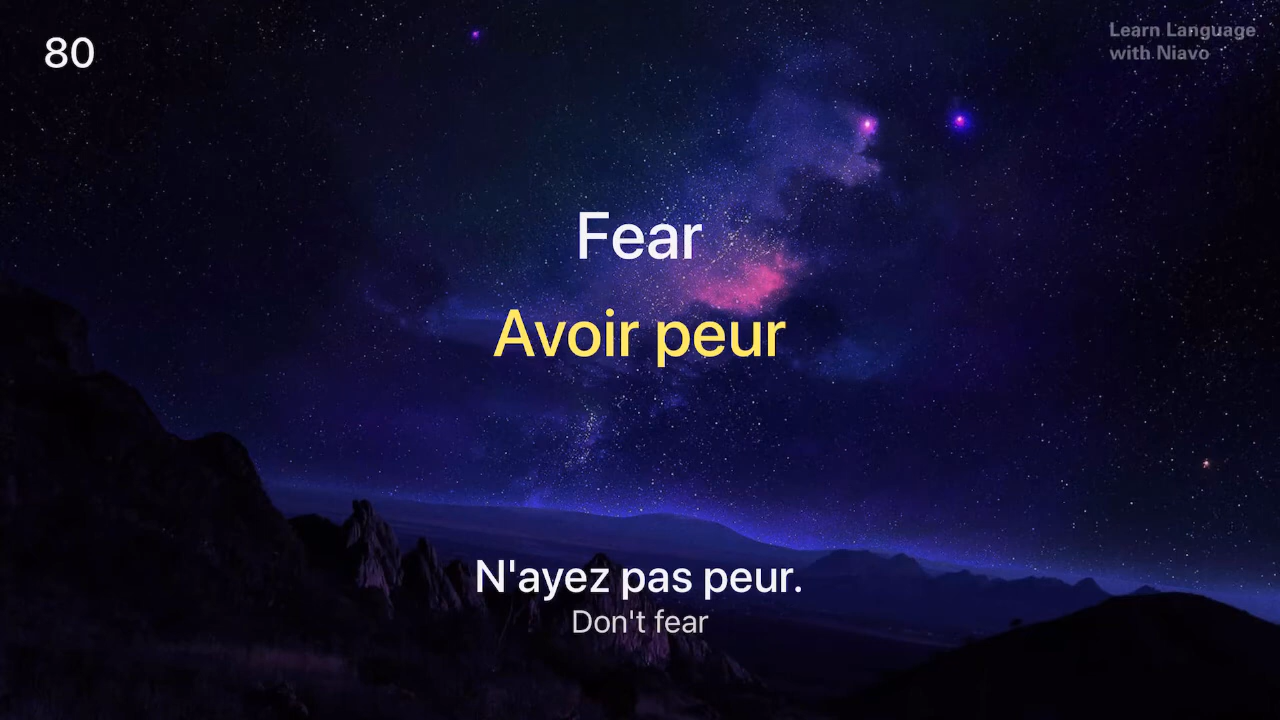 80
Learn Language
with Niavo
Fear
Avoir peur
N'ayez pas peur.
Don't fear